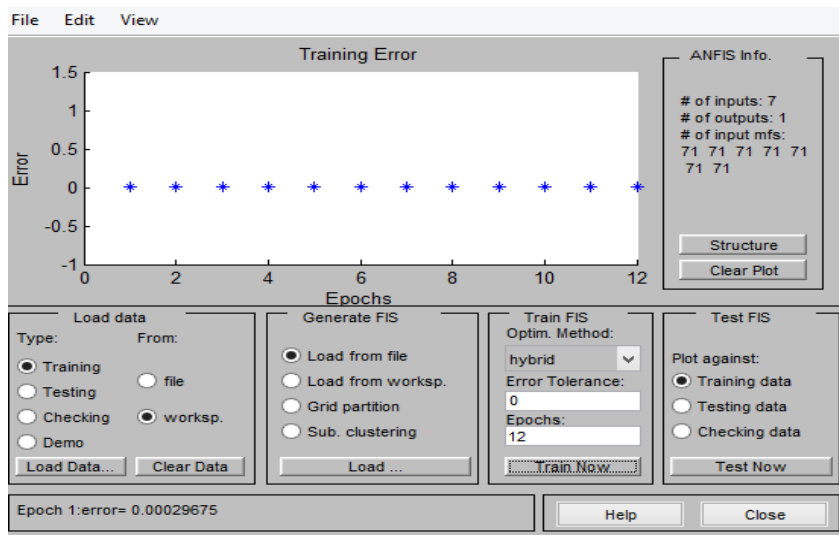 File Edit View
Training Error
1.5
1
0.5
0
-0.5
-1
Error
0 2 4 6 8 10 12
Epochs
ANFIS Info.
# of inputs: 7
# of outputs: 1
# of input mfs:
71 71 71 71 71
71 71
Structure
Clear Plot
Load data
Type: From:
Training
Testing
Checking
Demo
file
worksp.
Load Data... Clear Data
Generate FIS
Load from file
Load from worksp.
Grid partition
Sub. clustering
Load ...
Train FIS
Optim. Method:
hybrid
Error Tolerance:
0
Epochs:
12
Train Now
Test FIS
Plot against:
Training data
Testing data
Checking data
Test Now
Epoch 1:error= 0.00029675
Help Close